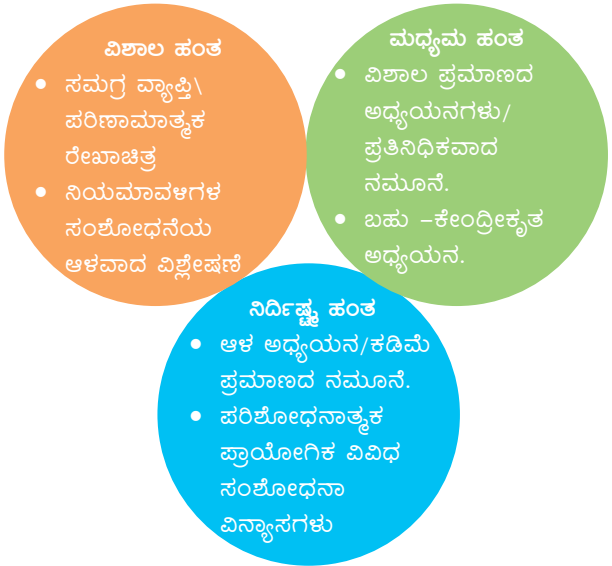 ವಿಶಾಲ ಹಂತ
• ಸಮಗ್ರ ವ್ಯಾಪ್ತಿ\
ಪರಿಣಾಮಾತ್ಮಕ
ರೇಖಾಚಿತ್ರ
• ನಿಯಮಾವಳಿಗಳ
ಸಂಶೋಧನೆಯ
ಆಳವಾದ ವಿಶ್ಲೇಷಣೆ
ಮಧ್ಯಮ ಹಂತ
• ವಿಶಾಲ ಪ್ರಮಾಣದ
ಅಧ್ಯಯನಗಳು/
ಪ್ರತಿನಿಧಿಕವಾದ
ನಮೂನೆ.
• ಬಹು –ಕೇಂದ್ರೀಕೃತ
ಅಧ್ಯಯನ.
ನಿರ್ದಿಷ್ಟ ಹಂತ
• ಆಳ ಅಧ್ಯಯನ/ಕಡಿಮೆ
ಪ್ರಮಾಣದ ನಮೂನೆ.
• ಪರಿಶೋಧನಾತ್ಮಕ
ಪ್ರಾಯೋಗಿಕ ವಿವಿಧ
ಸಂಶೋಧನಾ
ವಿನ್ಯಾಸಗಳು